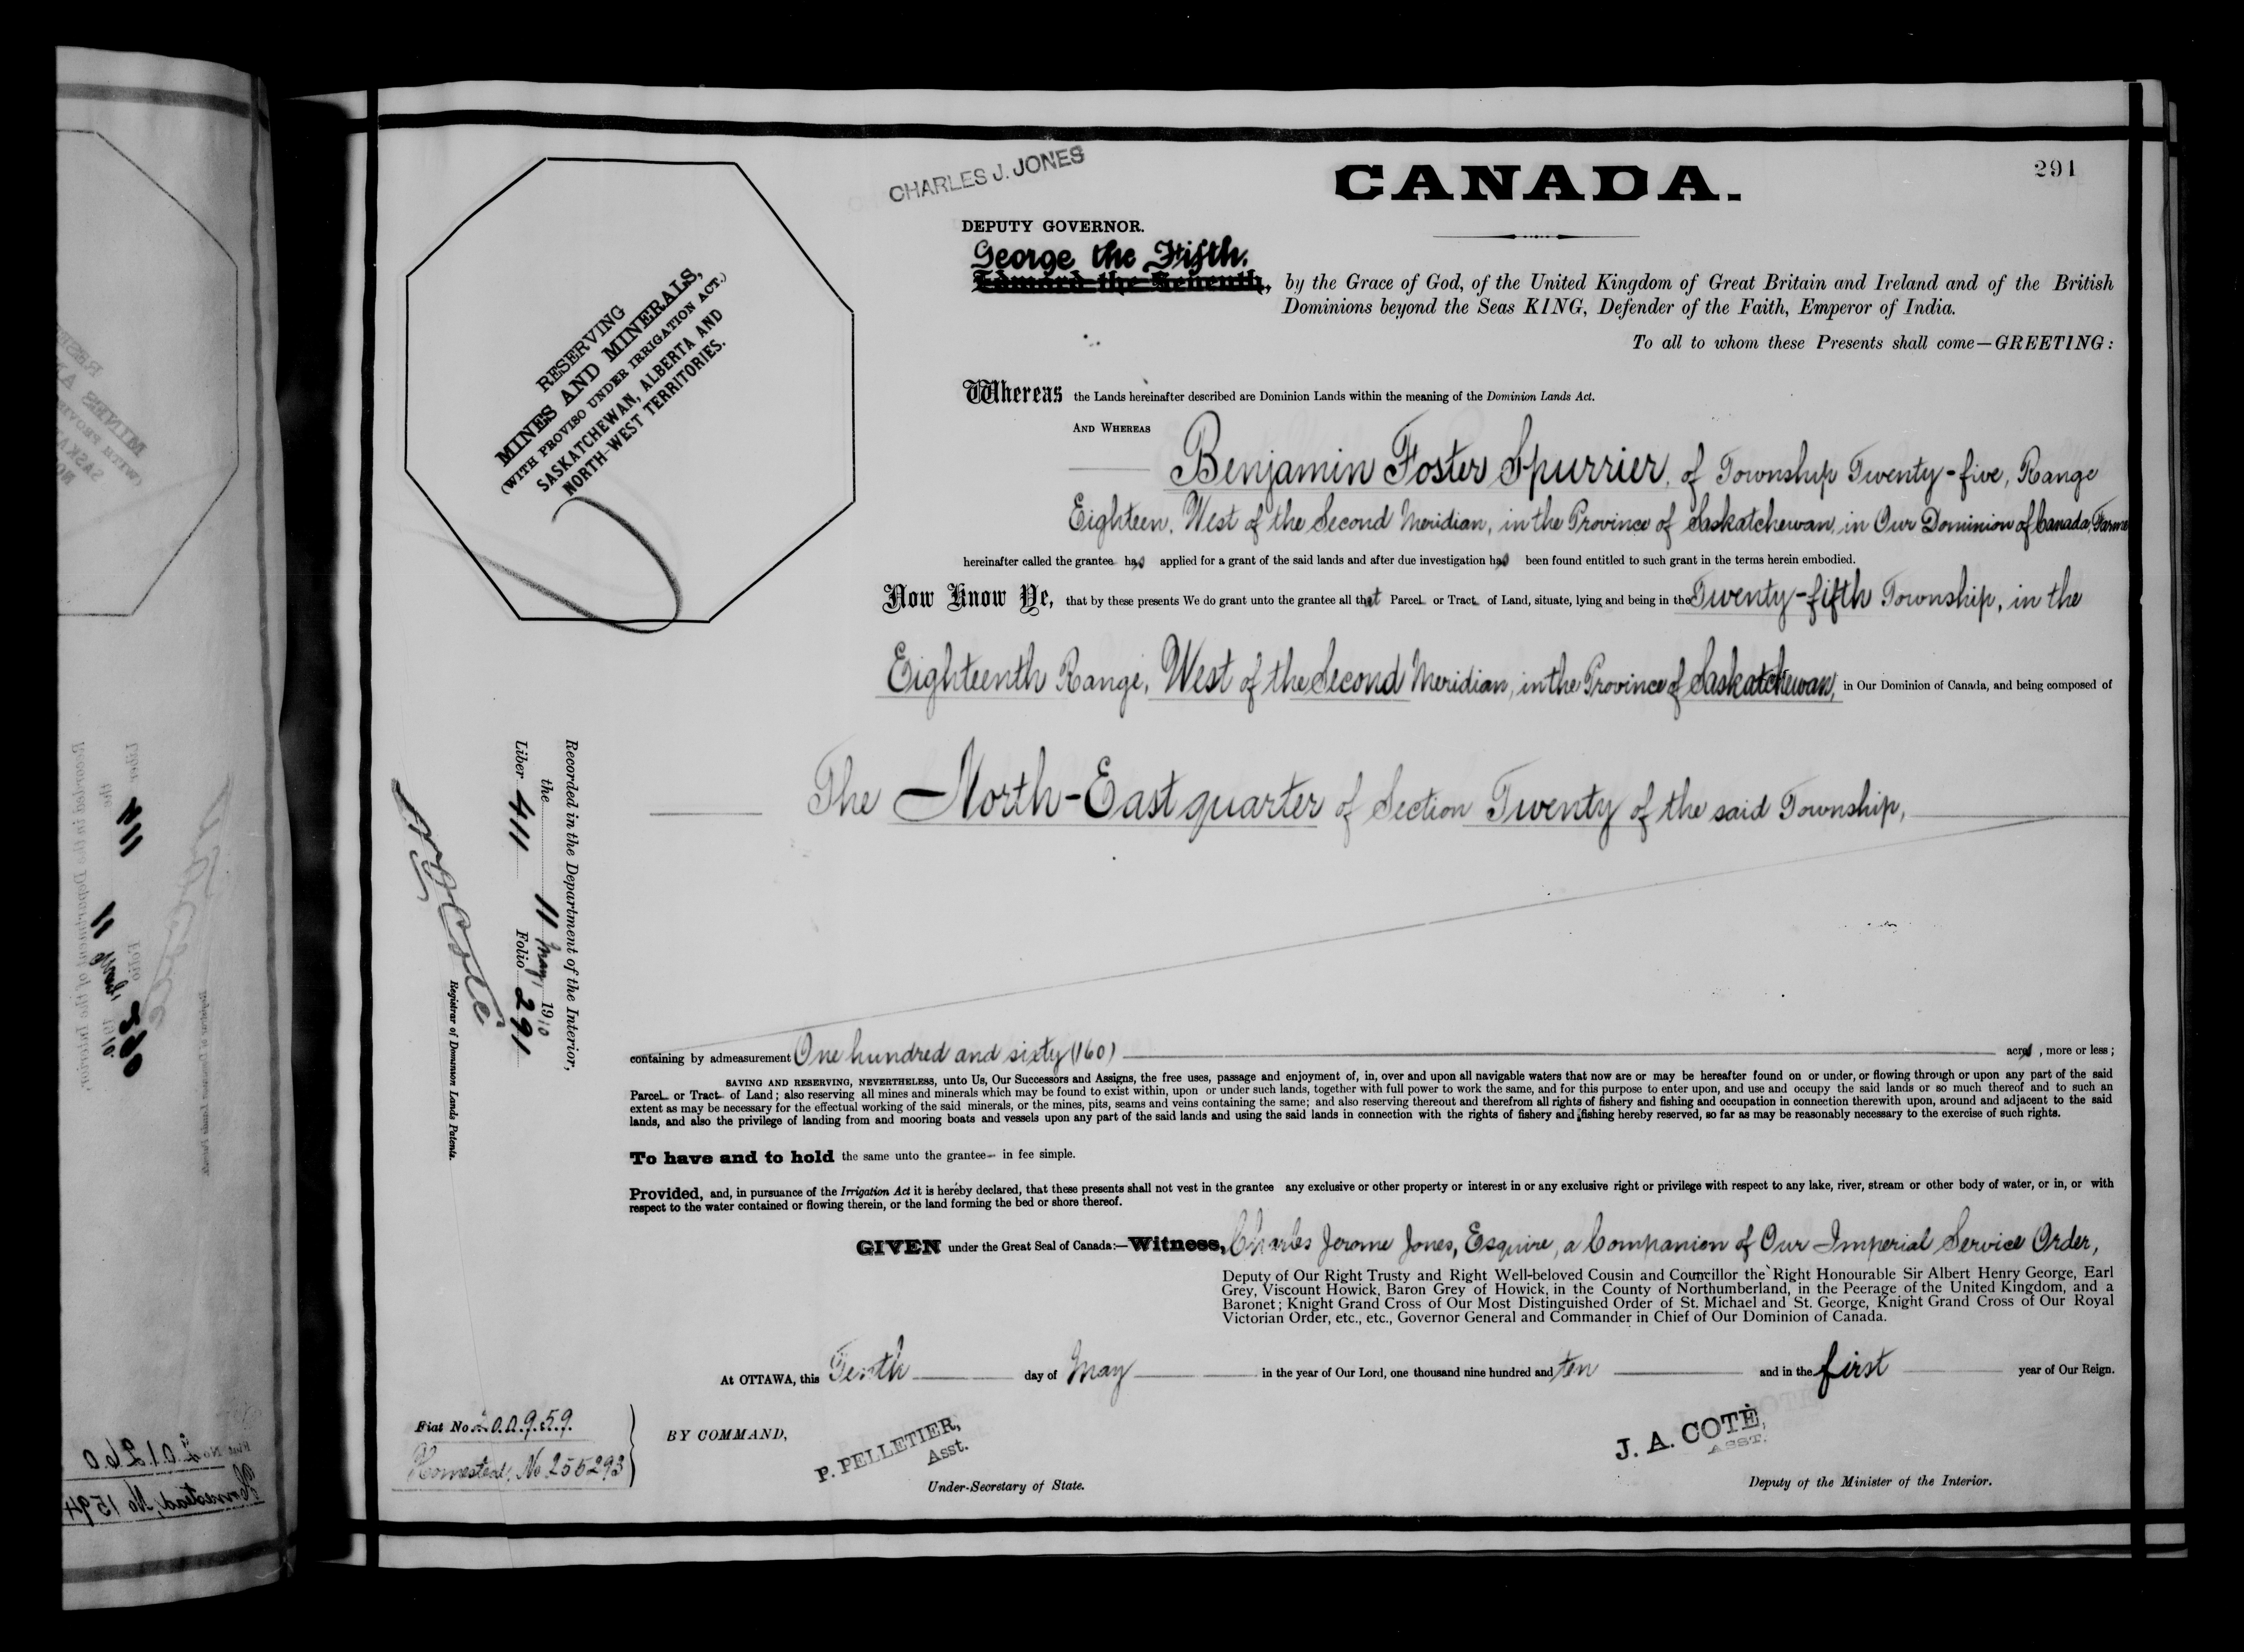 291
CHARLES J. JONES
CANADA.
DEPUTY GOVERNOR.
George the Fifth.
Edward the Seventh, by the Grace of God, of the United Kingdom of Great Britain and Ireland and of the British
Dominions beyond the Seas KING, Defender of the Faith, Emperor of India.
To all to whom these Presents shall come—GREETING:
RESERVING
MINES AND MINERALS,
(WITH PROVISO UNDER IRRIGATION ACT.)
SASKATCHEWAN, ALBERTA AND
NORTH-WEST TERRITORIES.
Whereas the Lands hereinafter described are Dominion Lands within the meaning of the Dominion Lands Act.
AND WHEREAS
Benjamin Foster Spurrier, of Township Twenty-five, Range
Eighteen, West of the Second Meridian, in the Province of Saskatchewan, in Our Dominion of Canada, Farme
hereinafter called the grantee has applied for a grant of the said lands and after due investigation has been found entitled to such grant in the terms herein embodied.
Now Know Ye, that by these presents We do grant unto the grantee all that Parcel or Tract of Land, situate, lying and being in the Twenty-fifth Township, in the
Eighteenth Range, West of the Second Meridian, in the Province of Saskatchewan, in Our Dominion of Canada, and being composed of
The North-East quarter of Section Twenty of the said Township,
Recorded in the Department of the Interior,
the 11 May 1910
Liber 411 Folio 291
Registrar of Dominion Lands Patents.
containing by admeasurement One hundred and sixty (160) acres, more or less;
SAVING AND RESERVING, NEVERTHELESS, unto Us, Our Successors and Assigns, the free uses, passage and enjoyment of, in, over and upon all navigable waters that now are or may be hereafter found on or under, or flowing through or upon any part of the said
Parcel or Tract of Land; also reserving all mines and minerals which may be found to exist within, upon or under such lands, together with full power to work the same, and for this purpose to enter upon, and use and occupy the said lands or so much thereof and to such an
extent as may be necessary for the effectual working of the said minerals, or the mines, pits, seams and veins containing the same; and also reserving thereout and therefrom all rights of fishery and fishing and occupation in connection therewith upon, around and adjacent to the said
lands, and also the privilege of landing from and mooring boats and vessels upon any part of the said lands and using the said lands in connection with the rights of fishery and fishing hereby reserved, so far as may be reasonably necessary to the exercise of such rights.
To have and to hold the same unto the grantee in fee simple.
Provided, and, in pursuance of the Irrigation Act it is hereby declared, that these presents shall not vest in the grantee any exclusive or other property or interest in or any exclusive right or privilege with respect to any lake, river, stream or other body of water, or in, or with
respect to the water contained or flowing therein, or the land forming the bed or shore thereof.
GIVEN under the Great Seal of Canada:—Witness, Charles Jerome Jones, Esquire, a Companion of Our Imperial Service Order,
Deputy of Our Right Trusty and Right Well-beloved Cousin and Councillor the Right Honourable Sir Albert Henry George, Earl
Grey, Viscount Howick, Baron Grey of Howick, in the County of Northumberland, in the Peerage of the United Kingdom, and a
Baronet; Knight Grand Cross of Our Most Distinguished Order of St. Michael and St. George, Knight Grand Cross of Our Royal
Victorian Order, etc., etc., Governor General and Commander in Chief of Our Dominion of Canada.
At OTTAWA, this Tenth day of May in the year of Our Lord, one thousand nine hundred and ten and in the first year of Our Reign.
Fiat No. 200959.
Homestead, No 255293
BY COMMAND,
P. PELLETIER,
Asst.
Under-Secretary of State.
J. A. COTÉ,
ASST.
Deputy of the Minister of the Interior.